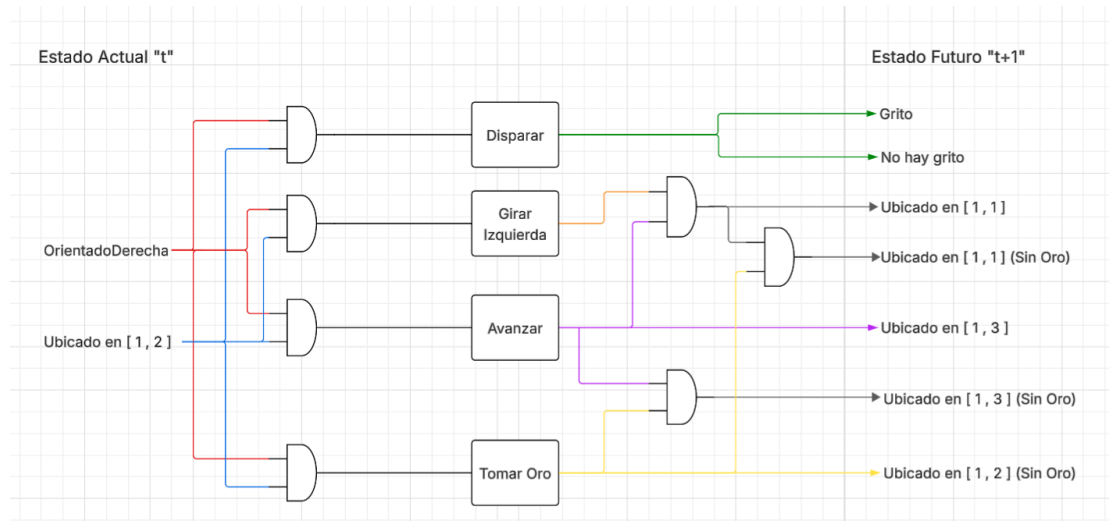 Estado Actual "t"
Estado Futuro "t+1"
Grito
Disparar
No hay grito
Girar
Izquierda
Ubicado en [ 1 , 1 ]
OrientadoDerecha
Ubicado en [ 1 , 1 ] (Sin Oro)
Avanzar
Ubicado en [ 1 , 3 ]
Ubicado en [ 1 , 2 ]
Ubicado en [ 1 , 3 ] (Sin Oro)
Tomar Oro
Ubicado en [ 1 , 2 ] (Sin Oro)